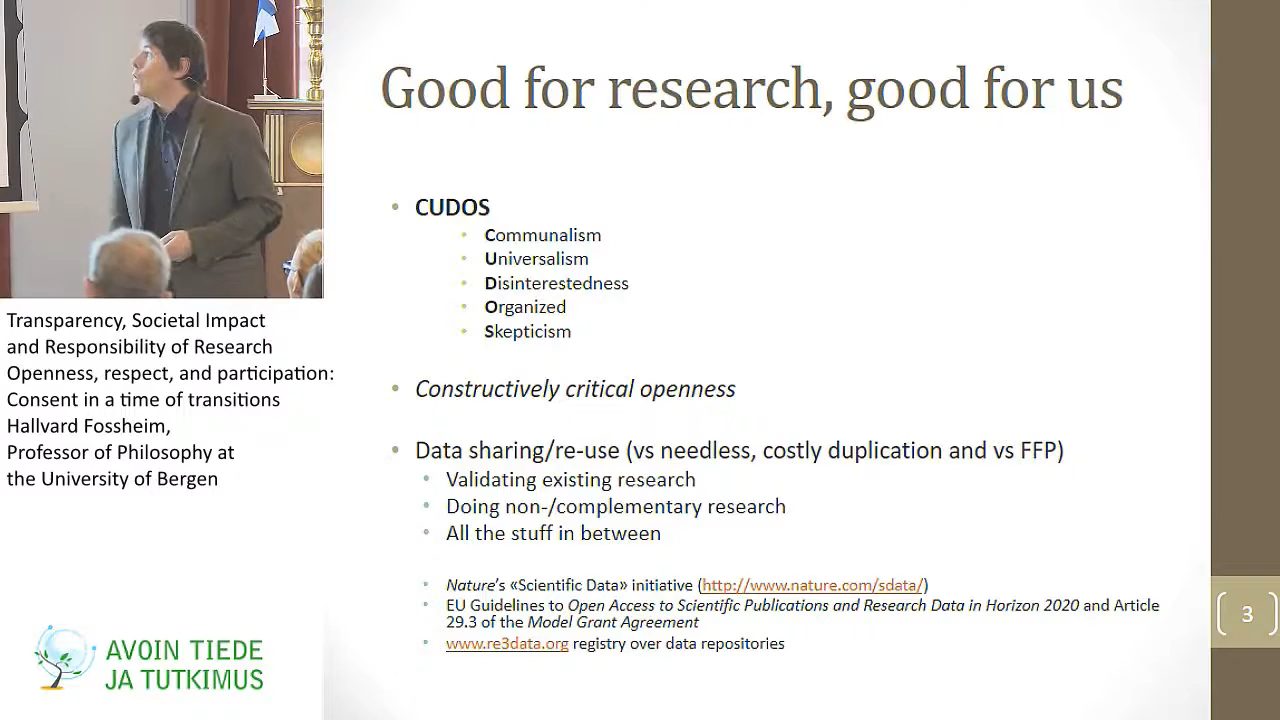 Good for research, good for us
• CUDOS
• Communalism
• Universalism
• Disinterestedness
• Organized
• Skepticism
• Constructively critical openness
• Data sharing/re-use (vs needless, costly duplication and vs FFP)
• Validating existing research
• Doing non-/complementary research
• All the stuff in between
• Nature's «Scientific Data» initiative (http://www.nature.com/sdata/)
• EU Guidelines to Open Access to Scientific Publications and Research Data in Horizon 2020 and Article
29.3 of the Model Grant Agreement
• www.re3data.org registry over data repositories
3
Transparency, Societal Impact
and Responsibility of Research
Openness, respect, and participation:
Consent in a time of transitions
Hallvard Fossheim,
Professor of Philosophy at
the University of Bergen
AVOIN TIEDE
JA TUTKIMUS